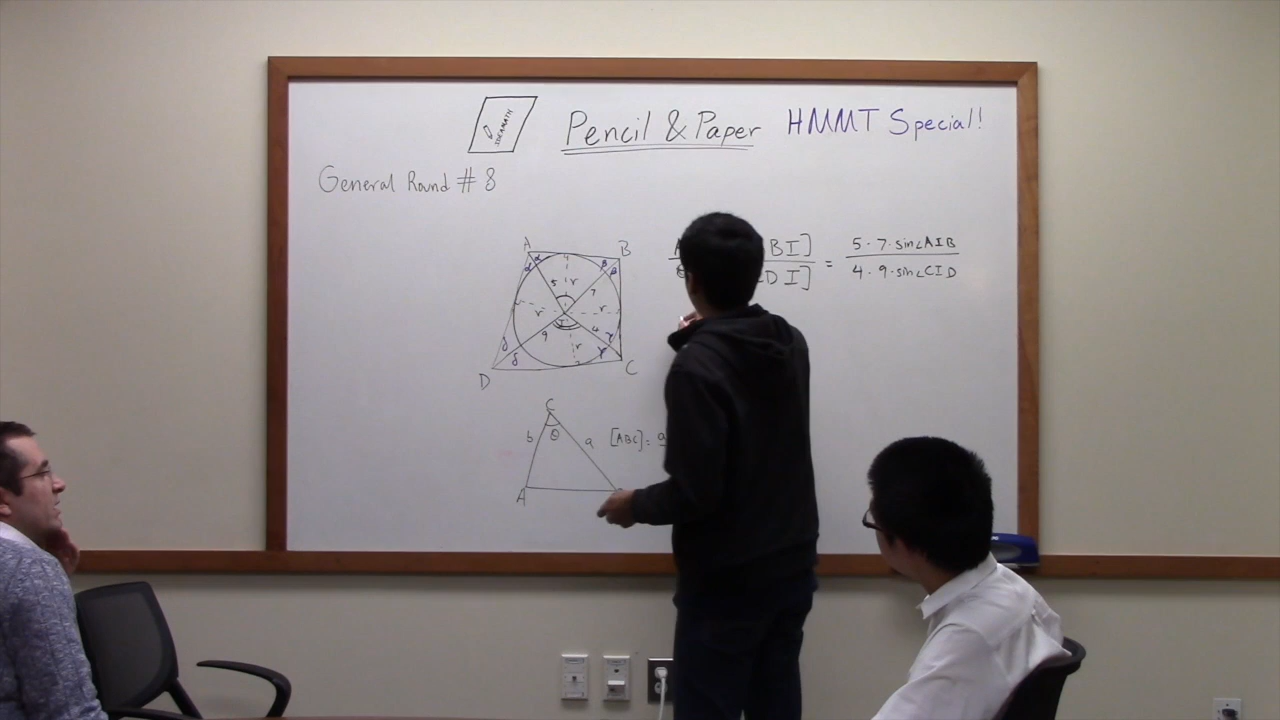 IDEAMATH
Pencil & Paper HMMT Special!
General Round # 8
A B
α α β β
5 r 7
r r
I
9 4
δ δ r γ γ
D C
A BI] = 5 · 7 · sin∠AIB
DI] 4 · 9 · sin∠CID
C
b θ a [ABC] = a
A